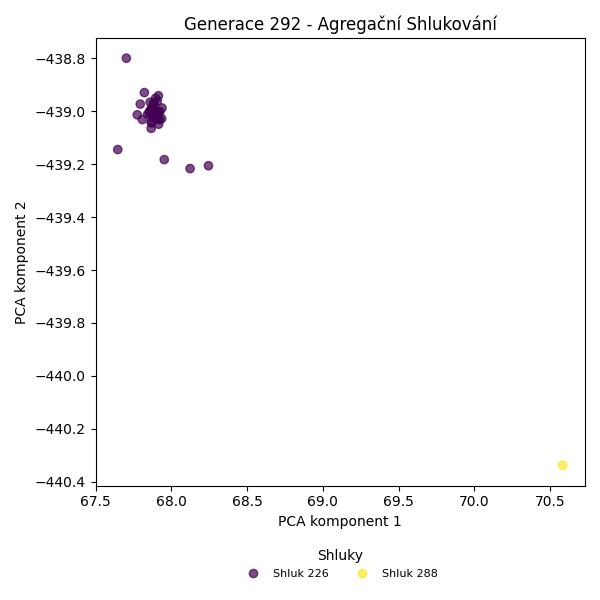 Generace 292 - Agregační Shlukování
PCA komponent 2
−438.8
−439.0
−439.2
−439.4
−439.6
−439.8
−440.0
−440.2
−440.4
67.5 68.0 68.5 69.0 69.5 70.0 70.5
PCA komponent 1
Shluky
Shluk 226 Shluk 288